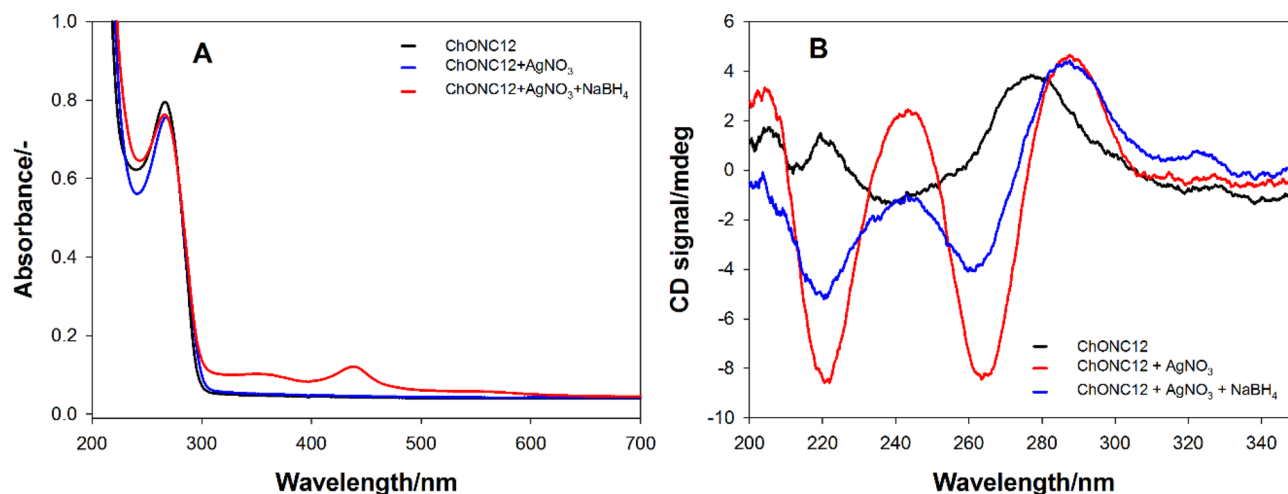 A
ChONC12
ChONC12+AgNO₃
ChONC12+AgNO₃+NaBH₄
1.0
0.8
0.6
0.4
0.2
0.0
Absorbance/-
200 300 400 500 600 700
Wavelength/nm
B
6
4
2
0
-2
-4
-6
-8
-10
CD signal/mdeg
ChONC12
ChONC12 + AgNO₃
ChONC12 + AgNO₃ + NaBH₄
200 220 240 260 280 300 320 340
Wavelength/nm